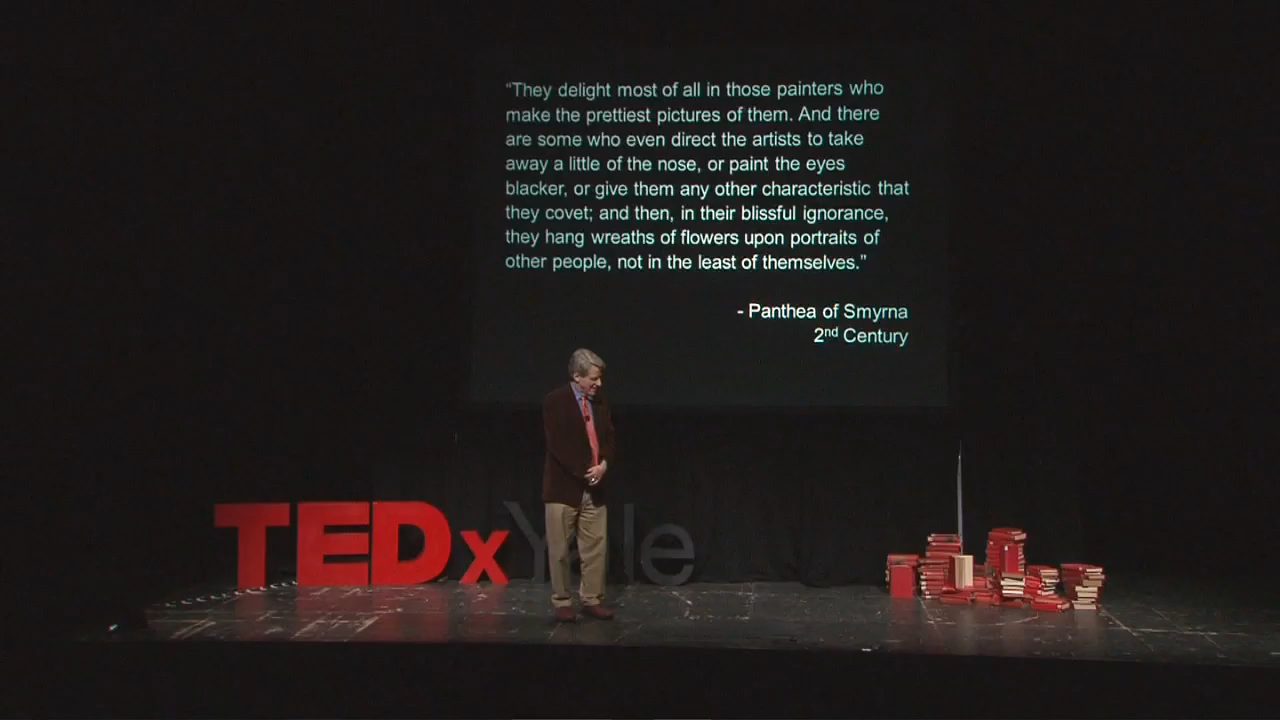 “They delight most of all in those painters who
make the prettiest pictures of them. And there
are some who even direct the artists to take
away a little of the nose, or paint the eyes
blacker, or give them any other characteristic that
they covet; and then, in their blissful ignorance,
they hang wreaths of flowers upon portraits of
other people, not in the least of themselves.”
- Panthea of Smyrna
2nd Century
TEDxYale